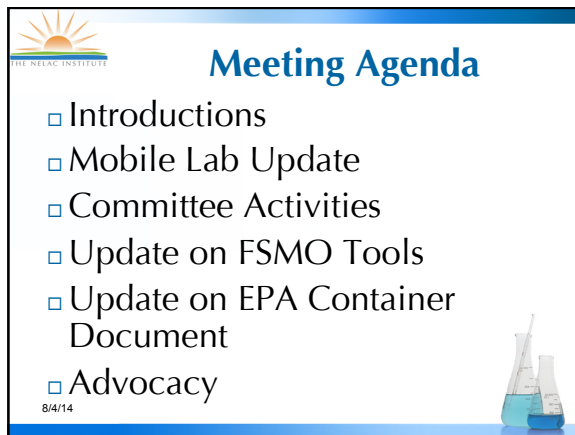 THE NELAC INSTITUTE
Meeting Agenda
Introductions
Mobile Lab Update
Committee Activities
Update on FSMO Tools
Update on EPA Container
Document
Advocacy
8/4/14